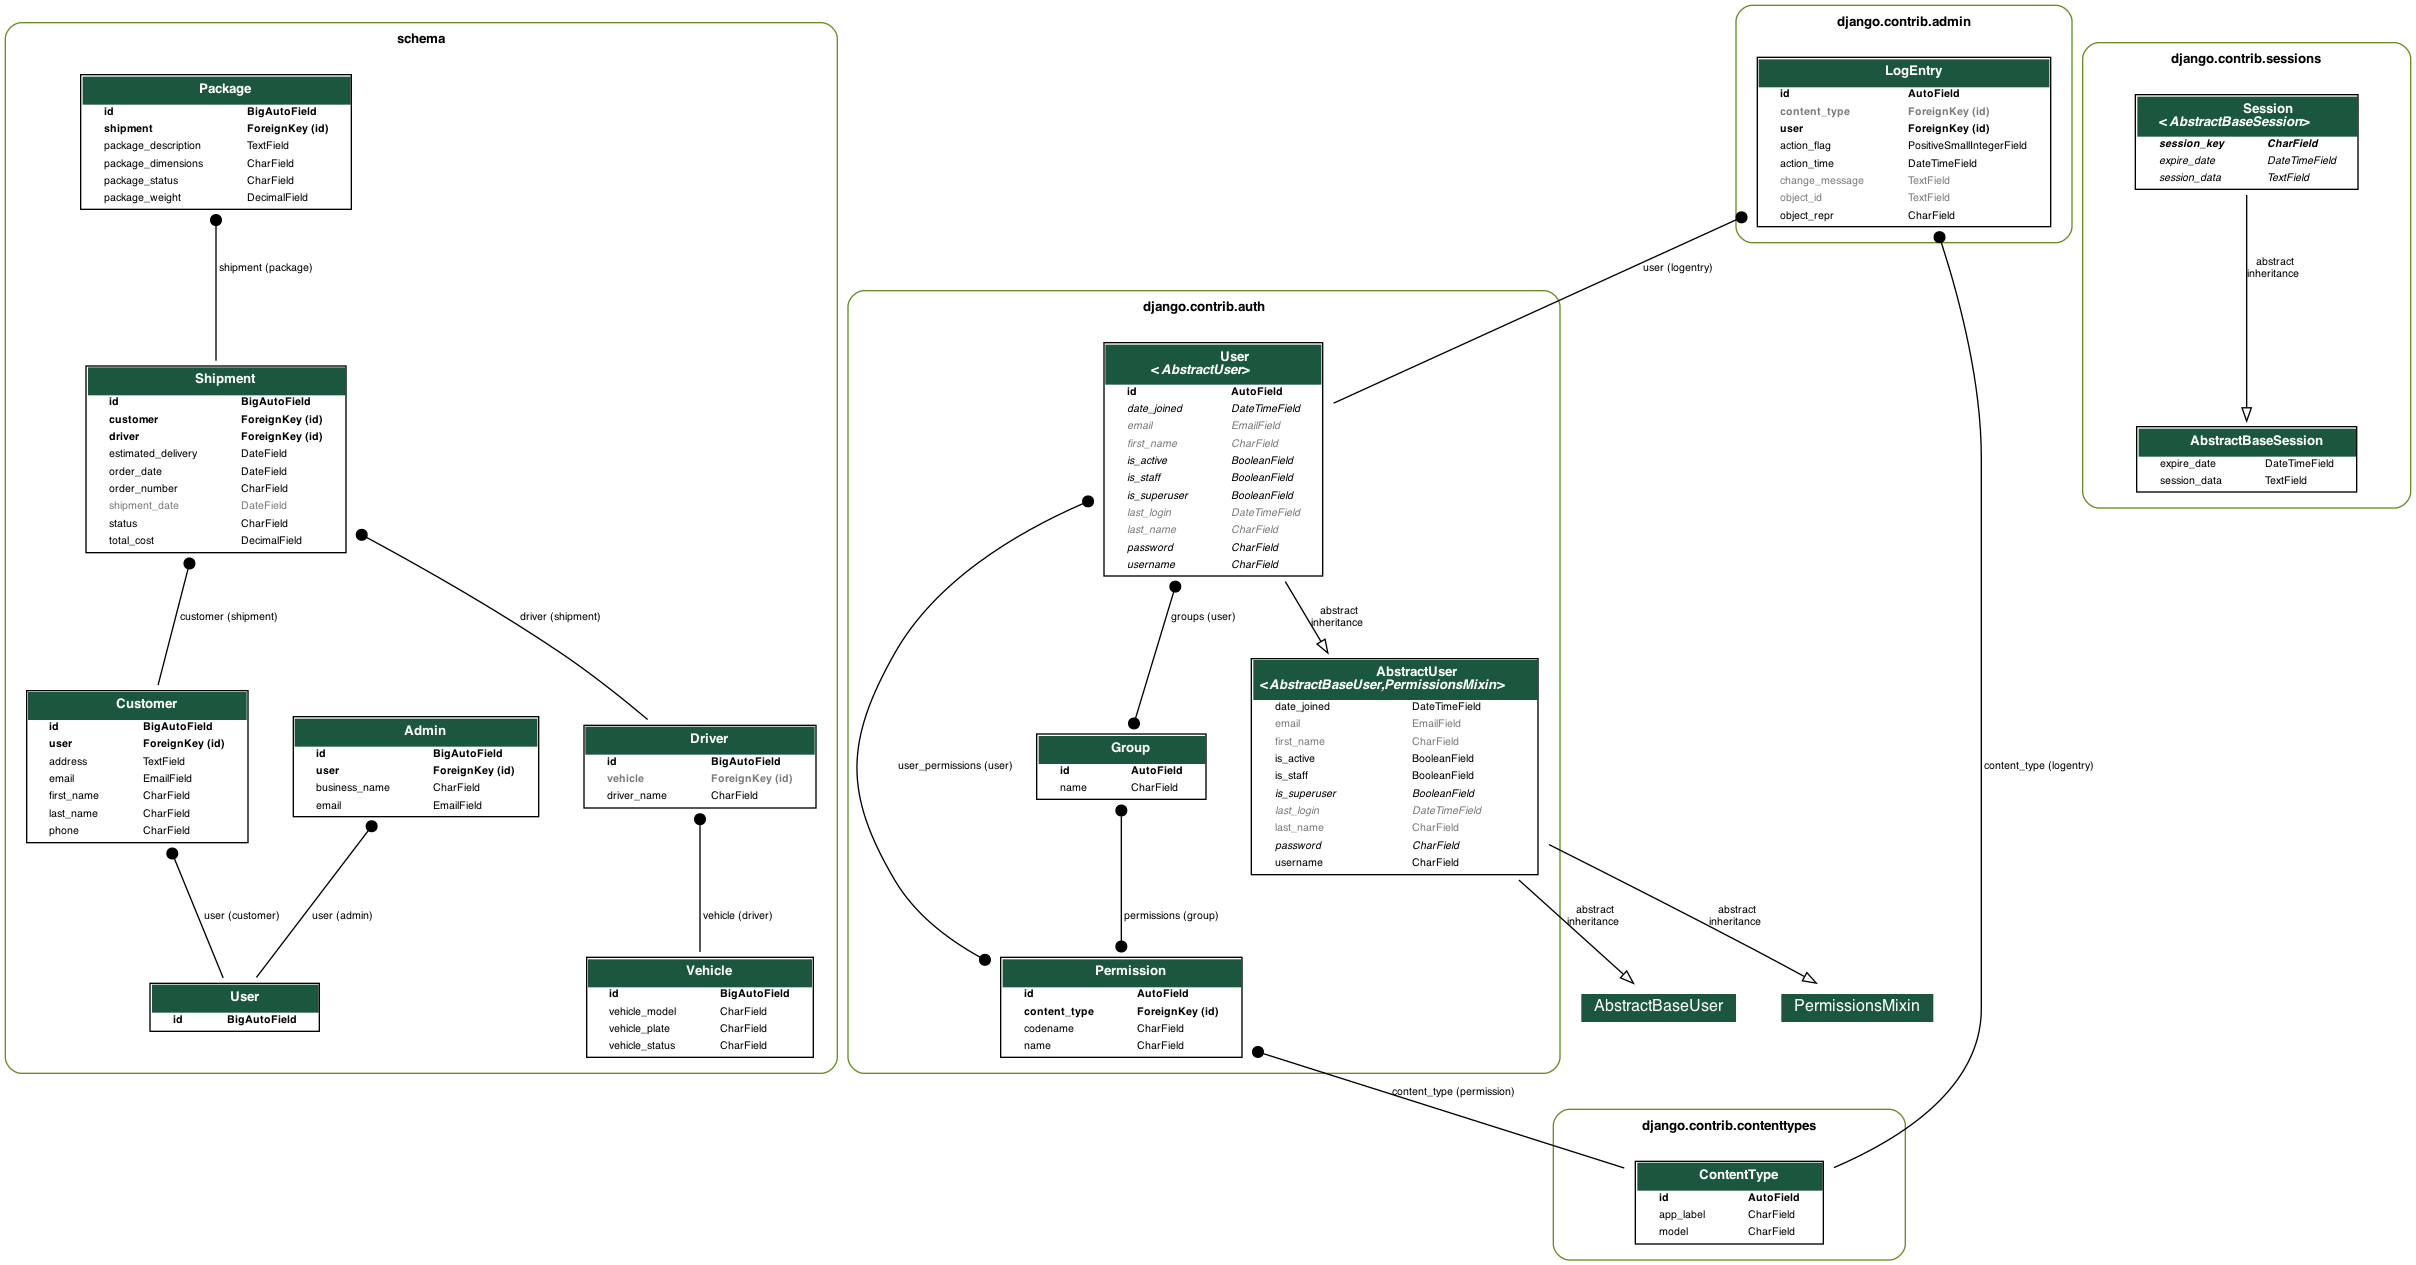 schema
Package
id BigAutoField
shipment ForeignKey (id)
package_description TextField
package_dimensions CharField
package_status CharField
package_weight DecimalField
shipment (package)
Shipment
id BigAutoField
customer ForeignKey (id)
driver ForeignKey (id)
estimated_delivery DateField
order_date DateField
order_number CharField
shipment_date DateField
status CharField
total_cost DecimalField
customer (shipment)
driver (shipment)
Customer
id BigAutoField
user ForeignKey (id)
address TextField
email EmailField
first_name CharField
last_name CharField
phone CharField
Admin
id BigAutoField
user ForeignKey (id)
business_name CharField
email EmailField
Driver
id BigAutoField
vehicle ForeignKey (id)
driver_name CharField
user (customer)
user (admin)
vehicle (driver)
User
id BigAutoField
Vehicle
id BigAutoField
vehicle_model CharField
vehicle_plate CharField
vehicle_status CharField
django.contrib.auth
User
<AbstractUser>
id AutoField
date_joined DateTimeField
email EmailField
first_name CharField
is_active BooleanField
is_staff BooleanField
is_superuser BooleanField
last_login DateTimeField
last_name CharField
password CharField
username CharField
groups (user)
abstract
inheritance
AbstractUser
<AbstractBaseUser,PermissionsMixin>
date_joined DateTimeField
email EmailField
first_name CharField
is_active BooleanField
is_staff BooleanField
is_superuser BooleanField
last_login DateTimeField
last_name CharField
password CharField
username CharField
user_permissions (user)
Group
id AutoField
name CharField
permissions (group)
Permission
id AutoField
content_type ForeignKey (id)
codename CharField
name CharField
abstract
inheritance
abstract
inheritance
AbstractBaseUser
PermissionsMixin
content_type (permission)
django.contrib.admin
LogEntry
id AutoField
content_type ForeignKey (id)
user ForeignKey (id)
action_flag PositiveSmallIntegerField
action_time DateTimeField
change_message TextField
object_id TextField
object_repr CharField
user (logentry)
content_type (logentry)
django.contrib.sessions
Session
<AbstractBaseSession>
session_key CharField
expire_date DateTimeField
session_data TextField
abstract
inheritance
AbstractBaseSession
expire_date DateTimeField
session_data TextField
django.contrib.contenttypes
ContentType
id AutoField
app_label CharField
model CharField